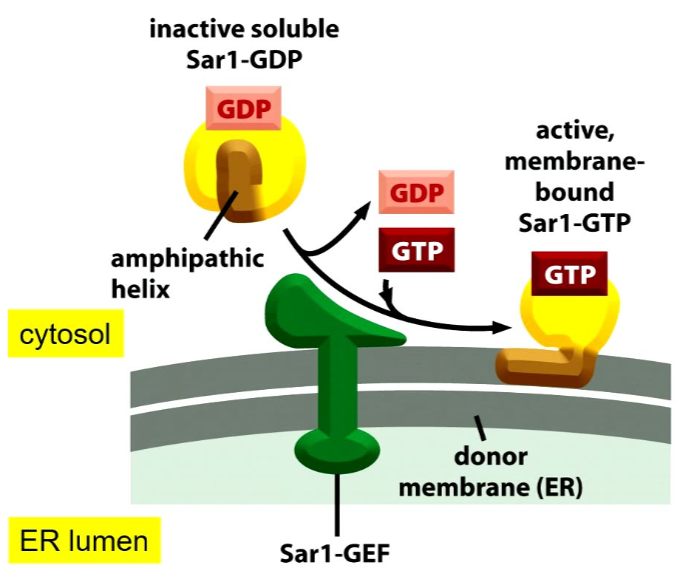 inactive soluble
Sar1-GDP
GDP
active,
membrane-
bound
Sar1-GTP
GDP
GTP
GTP
amphipathic
helix
cytosol
donor
membrane (ER)
ER lumen
Sar1-GEF